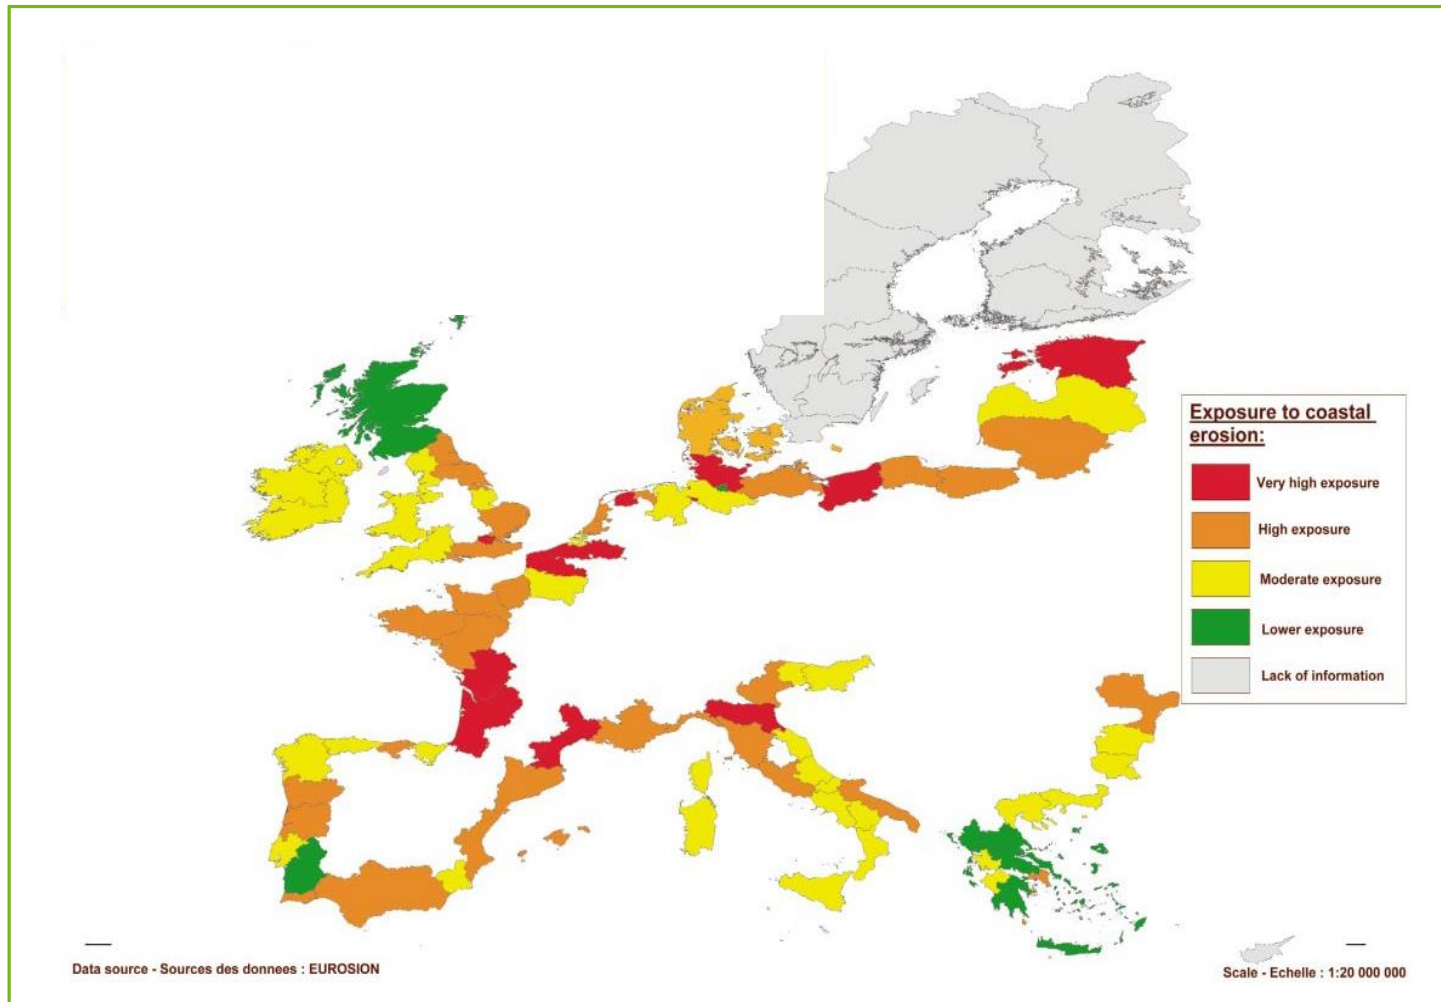 Exposure to coastal
erosion:
Very high exposure
High exposure
Moderate exposure
Lower exposure
Lack of information
Data source - Sources des donnees : EUROSION
Scale - Echelle : 1:20 000 000